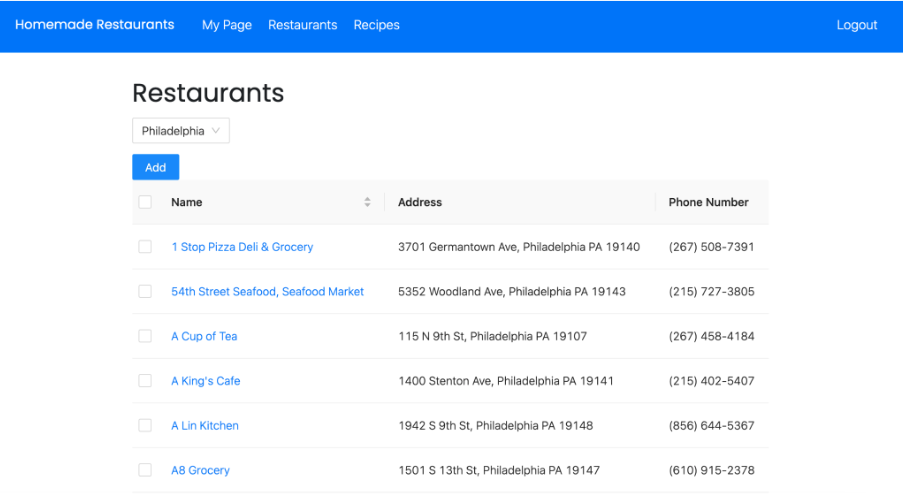 Homemade Restaurants My Page Restaurants Recipes Logout
Restaurants
Philadelphia
Add
Name Address Phone Number
1 Stop Pizza Deli & Grocery 3701 Germantown Ave, Philadelphia PA 19140 (267) 508-7391
54th Street Seafood, Seafood Market 5352 Woodland Ave, Philadelphia PA 19143 (215) 727-3805
A Cup of Tea 115 N 9th St, Philadelphia PA 19107 (267) 458-4184
A King's Cafe 1400 Stenton Ave, Philadelphia PA 19141 (215) 402-5407
A Lin Kitchen 1942 S 9th St, Philadelphia PA 19148 (856) 644-5367
A8 Grocery 1501 S 13th St, Philadelphia PA 19147 (610) 915-2378